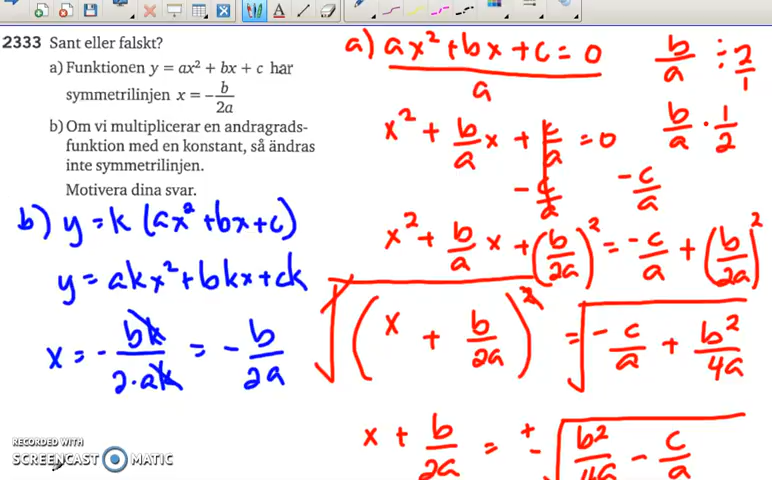 2333 Sant eller falskt?
a) Funktionen y = ax² + bx + c har
symmetrilinjen x = -b/2a
b) Om vi multiplicerar en andragrads-
funktion med en konstant, så ändras
inte symmetrilinjen.
Motivera dina svar.
b) y = k (ax² + bx + c)
y = akx² + bkx + ck
x = - bk/2·ak = - b/2a
a) ax² + bx + c = 0
a
b/a ÷ 2/1
x² + b/a x + c/a = 0
b/a · 1/2
- c/a - c/a
x² + b/a x + (b/2a)² = - c/a + (b/2a)²
√(x + b/2a)² = √- c/a + b²/4a
x + b/2a = ± √b²/4a - c/a
RECORDED WITH
SCREENCAST MATIC